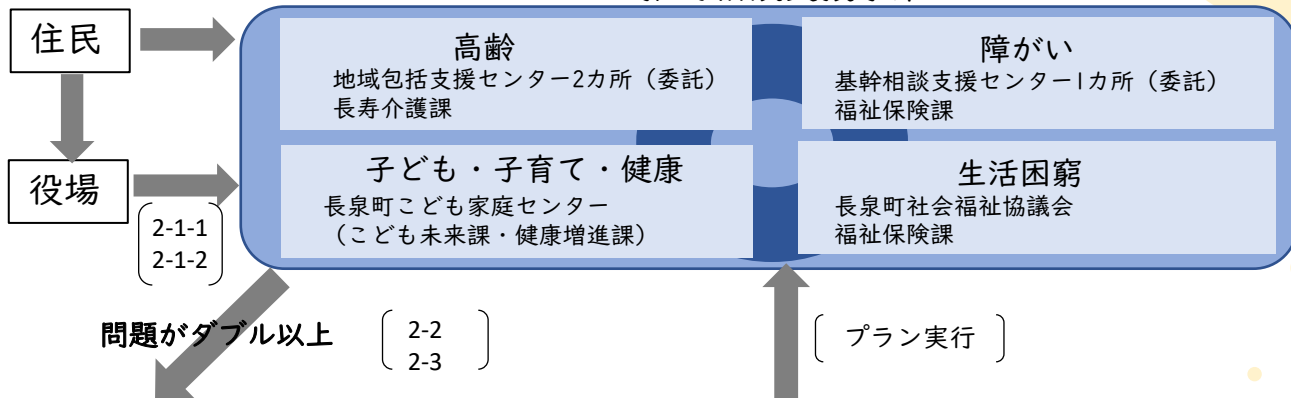 住民
高齢
地域包括支援センター2カ所（委託）
長寿介護課
障がい
基幹相談支援センター1カ所（委託）
福祉保険課
役場
子ども・子育て・健康
長泉町こども家庭センター
（こども未来課・健康増進課）
生活困窮
長泉町社会福祉協議会
福祉保険課
2-1-1
2-1-2
問題がダブル以上
2-2
2-3
プラン実行